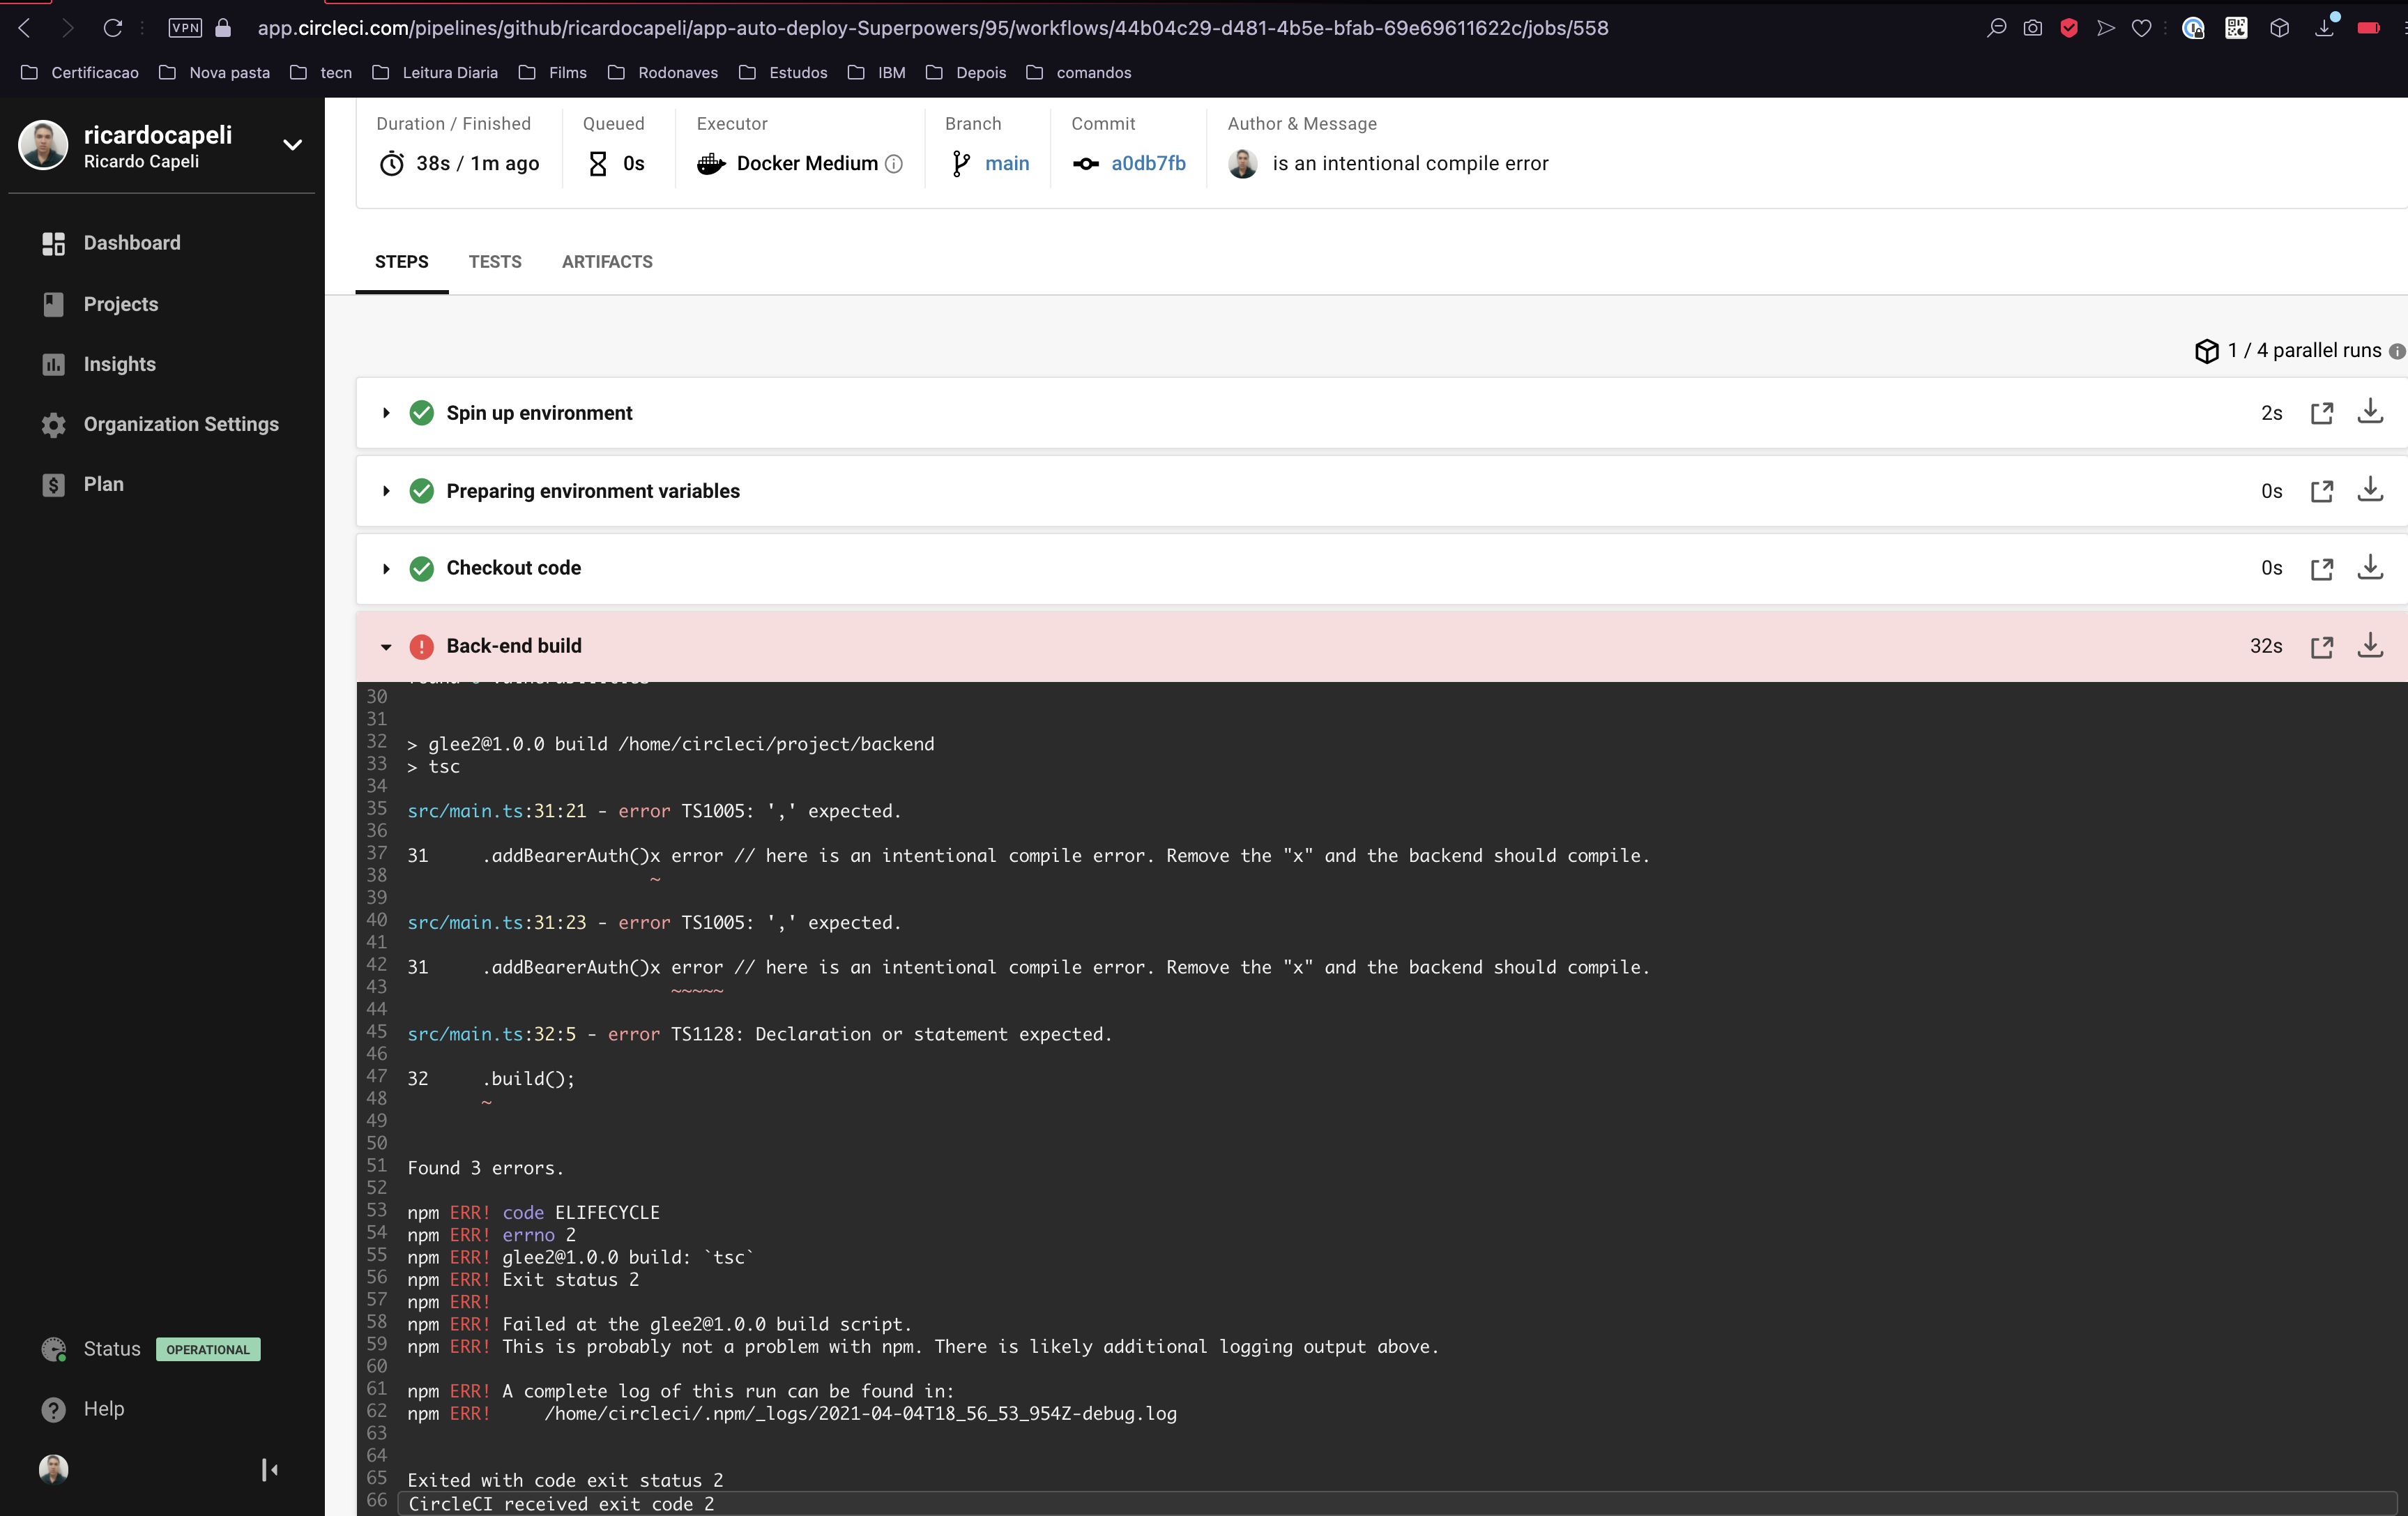 VPN
app.circleci.com/pipelines/github/ricardocapeli/app-auto-deploy-Superpowers/95/workflows/44b04c29-d481-4b5e-bfab-69e69611622c/jobs/558
Certificacao Nova pasta tecn Leitura Diaria Films Rodonaves Estudos IBM Depois comandos
ricardocapeli
Ricardo Capeli
Dashboard
Projects
Insights
Organization Settings
Plan
Status OPERATIONAL
Help
Duration / Finished Queued Executor Branch Commit Author & Message
38s / 1m ago 0s Docker Medium main a0db7fb is an intentional compile error
STEPS TESTS ARTIFACTS
1 / 4 parallel runs
Spin up environment 2s
Preparing environment variables 0s
Checkout code 0s
Back-end build 32s
30
31
32 > glee2@1.0.0 build /home/circleci/project/backend
33 > tsc
34
35 src/main.ts:31:21 - error TS1005: ',' expected.
36
37 31 .addBearerAuth()x error // here is an intentional compile error. Remove the "x" and the backend should compile.
38 ~
39
40 src/main.ts:31:23 - error TS1005: ',' expected.
41
42 31 .addBearerAuth()x error // here is an intentional compile error. Remove the "x" and the backend should compile.
43 ~~~~~
44
45 src/main.ts:32:5 - error TS1128: Declaration or statement expected.
46
47 32 .build();
48 ~
49
50
51 Found 3 errors.
52
53 npm ERR! code ELIFECYCLE
54 npm ERR! errno 2
55 npm ERR! glee2@1.0.0 build: `tsc`
56 npm ERR! Exit status 2
57 npm ERR!
58 npm ERR! Failed at the glee2@1.0.0 build script.
59 npm ERR! This is probably not a problem with npm. There is likely additional logging output above.
60
61 npm ERR! A complete log of this run can be found in:
62 npm ERR! /home/circleci/.npm/_logs/2021-04-04T18_56_53_954Z-debug.log
63
64
65 Exited with code exit status 2
66 CircleCI received exit code 2